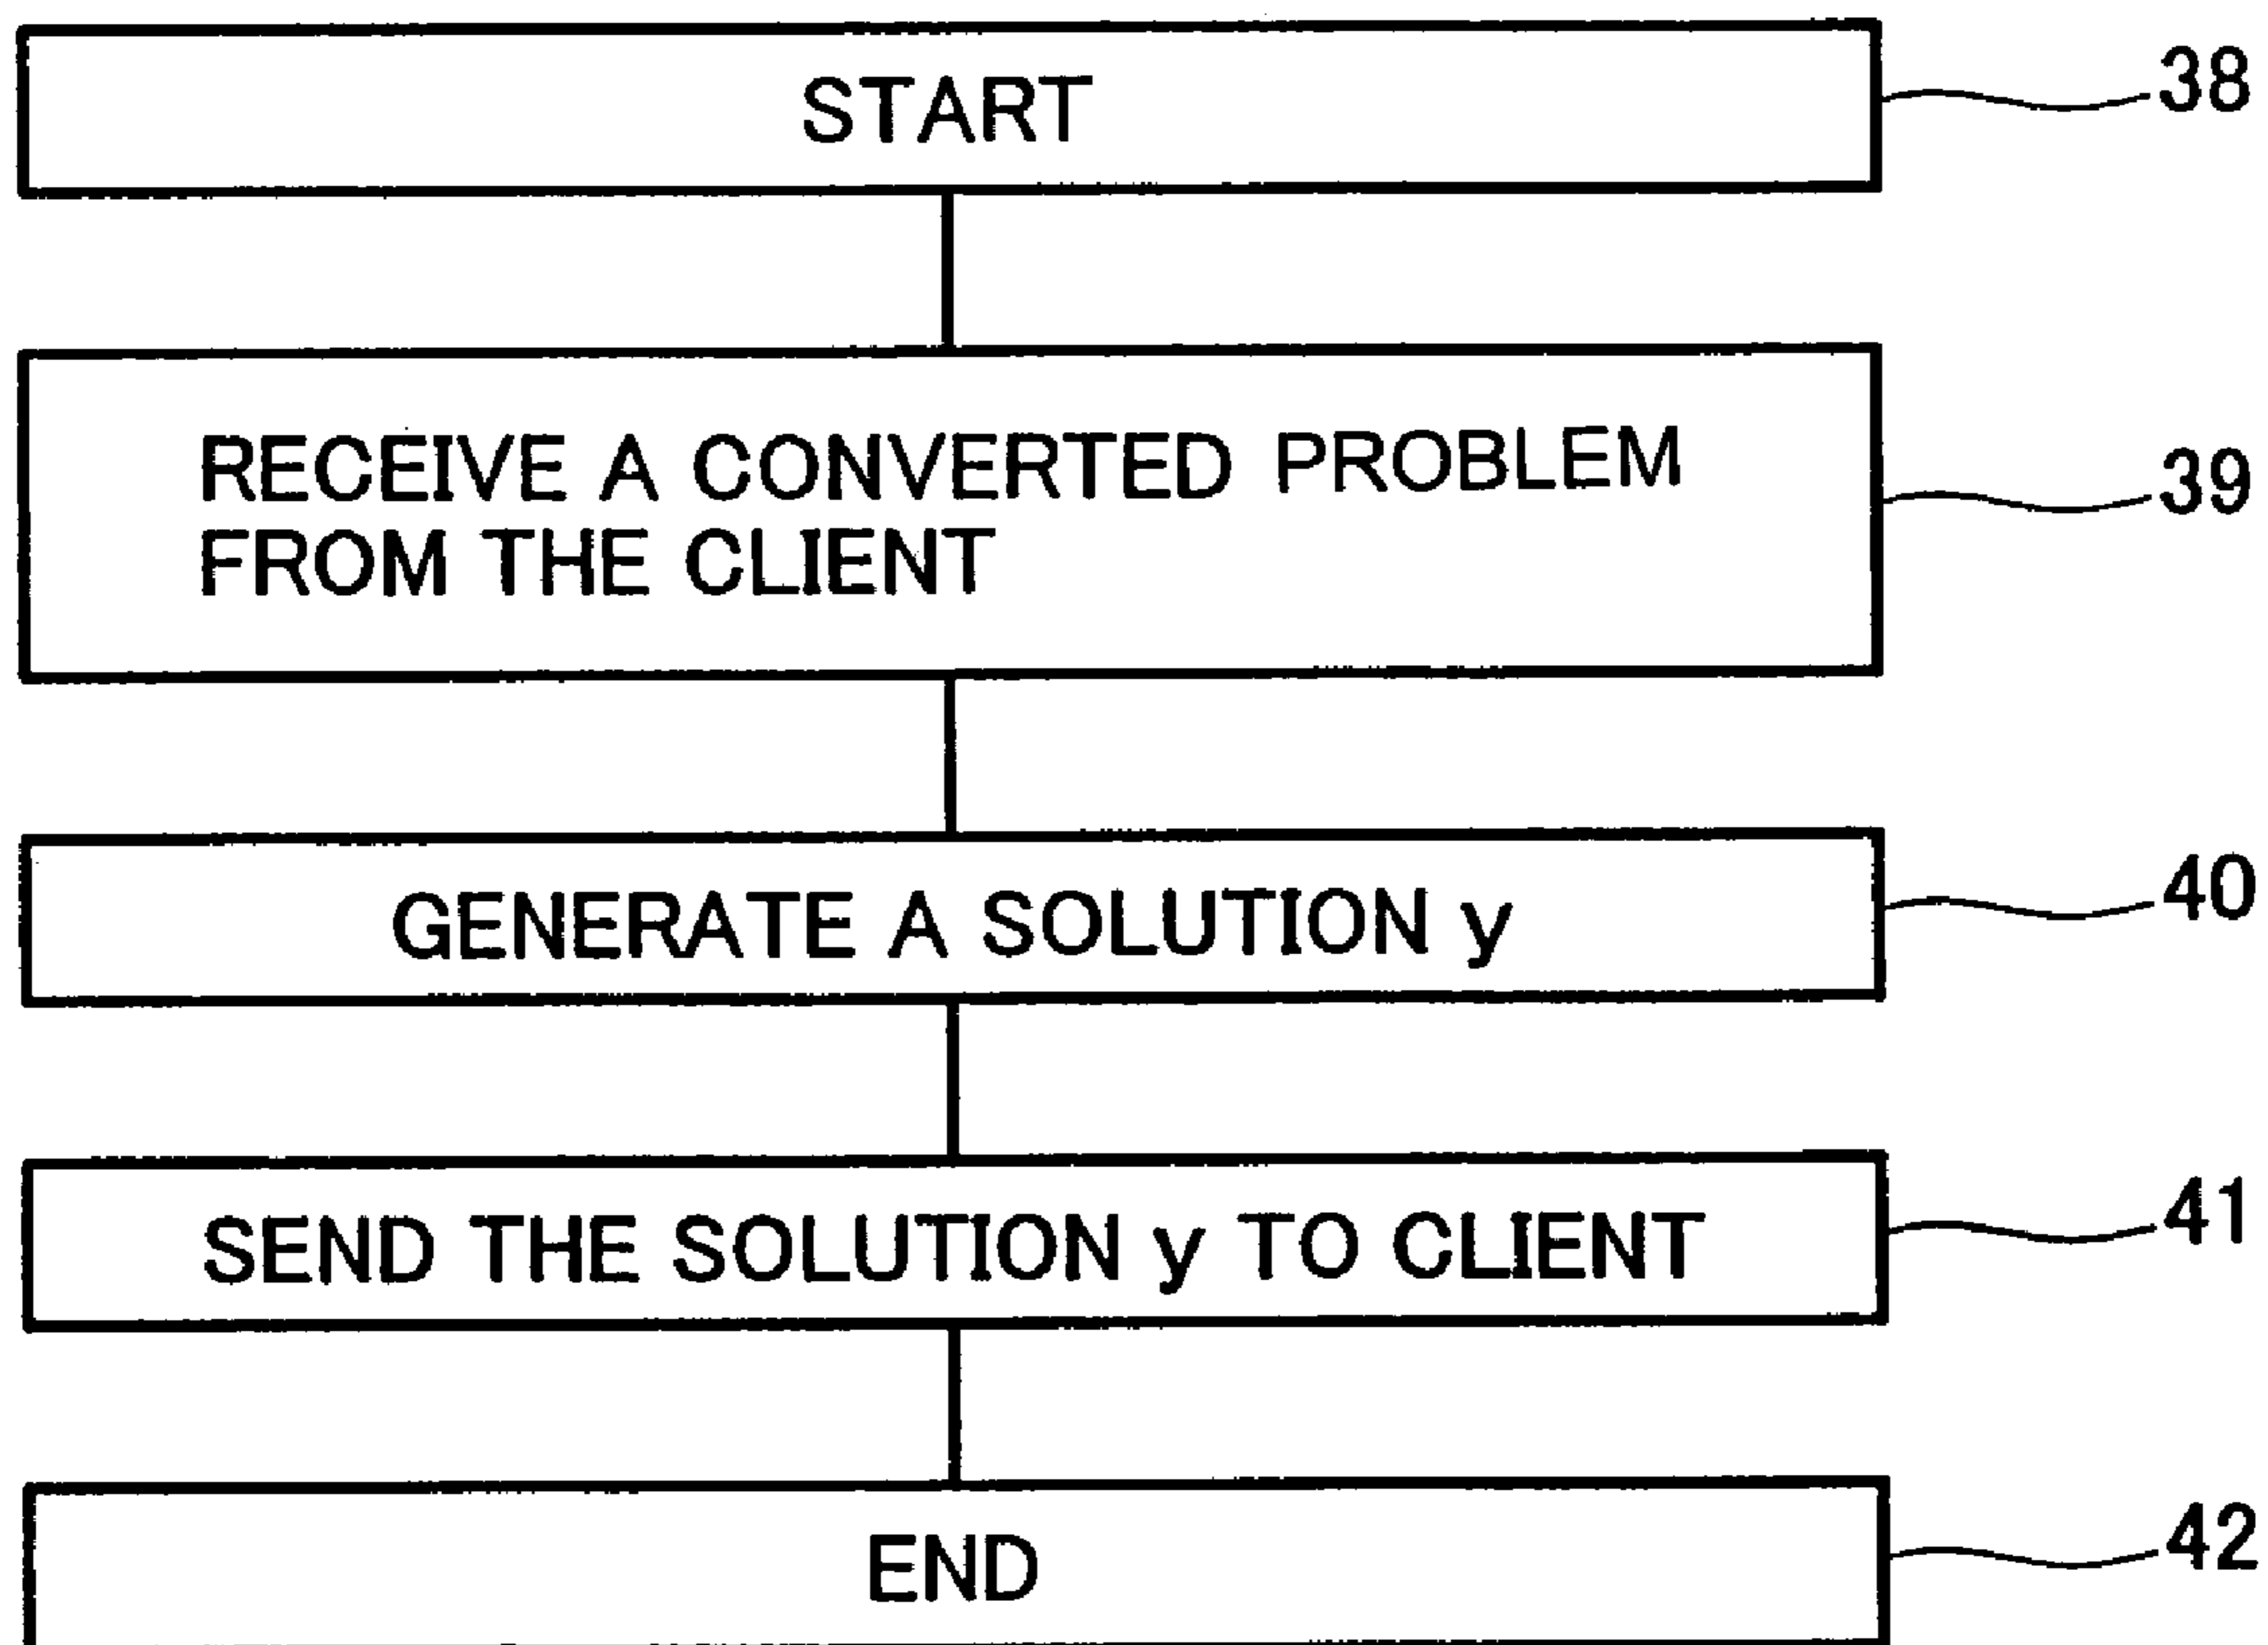 START
38
RECEIVE A CONVERTED PROBLEM
FROM THE CLIENT
39
GENERATE A SOLUTION y
40
SEND THE SOLUTION y TO CLIENT
41
END
42